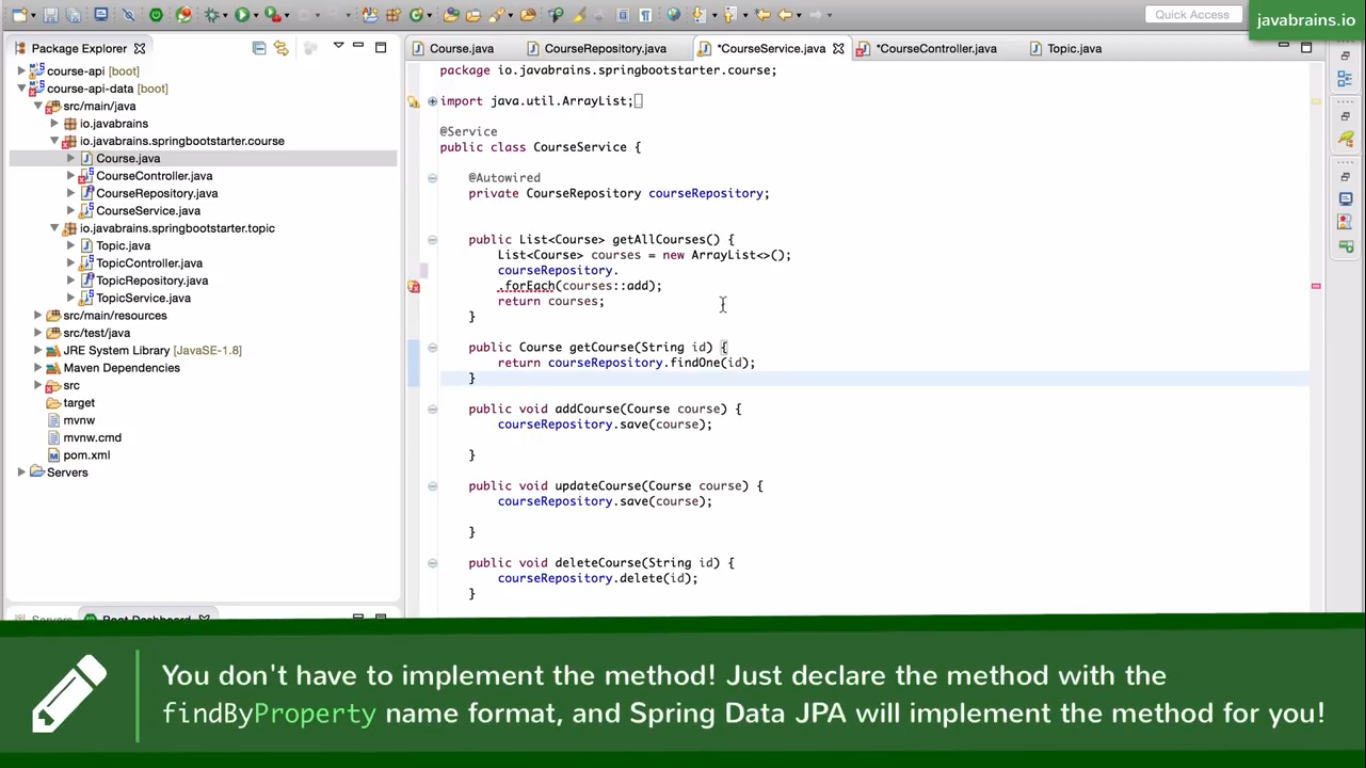 Quick Access
javabrains.io
Package Explorer
Course.java
CourseRepository.java
*CourseService.java
*CourseController.java
Topic.java
course-api [boot]
course-api-data [boot]
src/main/java
io.javabrains
io.javabrains.springbootstarter.course
Course.java
CourseController.java
CourseRepository.java
CourseService.java
io.javabrains.springbootstarter.topic
Topic.java
TopicController.java
TopicRepository.java
TopicService.java
src/main/resources
src/test/java
JRE System Library [JavaSE-1.8]
Maven Dependencies
src
target
mvnw
mvnw.cmd
pom.xml
Servers
package io.javabrains.springbootstarter.course;
import java.util.ArrayList;
@Service
public class CourseService {
@Autowired
private CourseRepository courseRepository;
public List<Course> getAllCourses() {
List<Course> courses = new ArrayList<>();
courseRepository.
.forEach(courses::add);
return courses;
}
public Course getCourse(String id) {
return courseRepository.findOne(id);
}
public void addCourse(Course course) {
courseRepository.save(course);
}
public void updateCourse(Course course) {
courseRepository.save(course);
}
public void deleteCourse(String id) {
courseRepository.delete(id);
}
You don't have to implement the method! Just declare the method with the
findByProperty name format, and Spring Data JPA will implement the method for you!